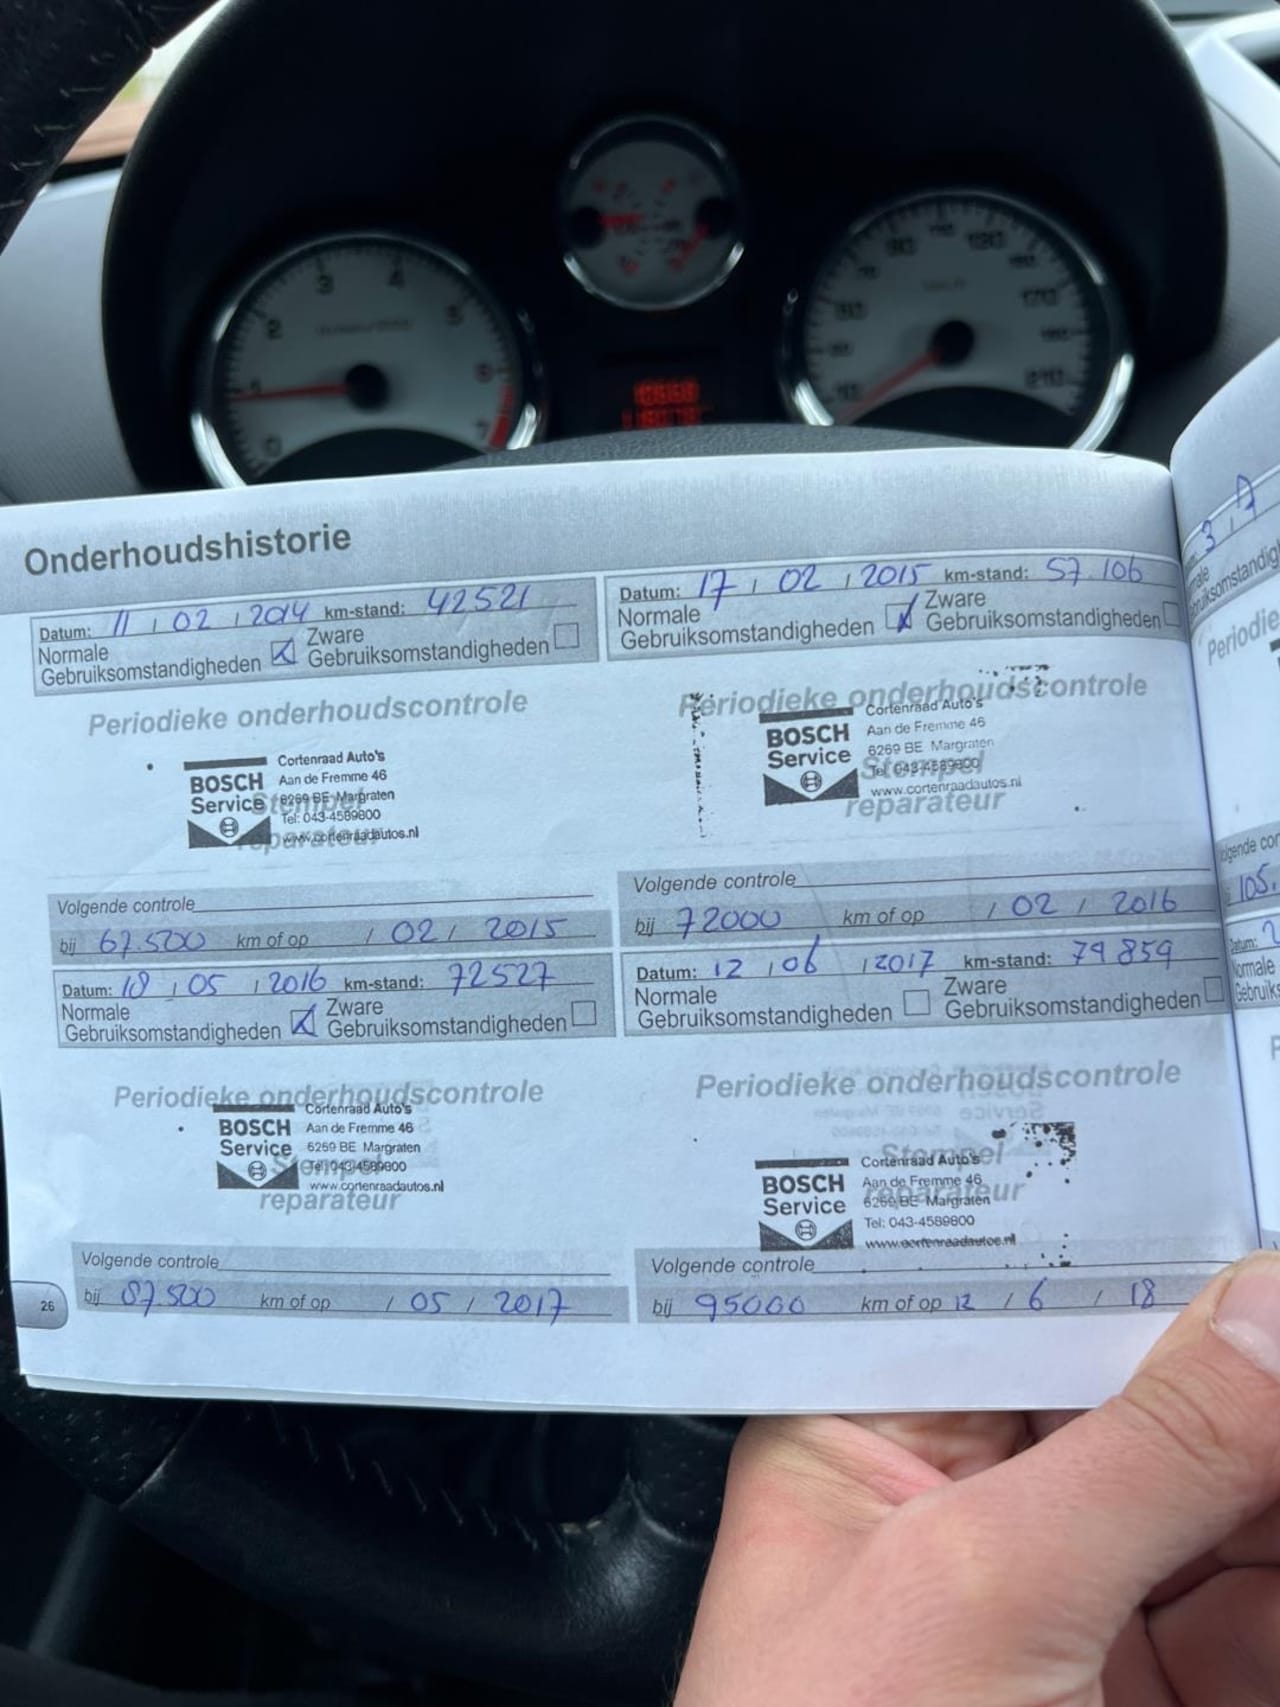 Onderhoudshistorie
Datum: 11 / 02 / 2014 km-stand: 42521
Normale Gebruiksomstandigheden
Zware Gebruiksomstandigheden
Periodieke onderhoudscontrole
Stempel reparateur
BOSCH Service
Cortenraad Auto's
Aan de Fremme 46
6269 BE Margraten
Tel: 043-4589800
www.cortenraadautos.nl
Volgende controle
bij 67.500 km of op / 02 / 2015
Datum: 17 / 02 / 2015 km-stand: 57.106
Normale Gebruiksomstandigheden
Zware Gebruiksomstandigheden
Periodieke onderhoudscontrole
Stempel reparateur
BOSCH Service
Cortenraad Auto's
Aan de Fremme 46
6269 BE Margraten
Tel: 043-4589800
www.cortenraadautos.nl
Volgende controle
bij 72000 km of op / 02 / 2016
Datum: 18 / 05 / 2016 km-stand: 72527
Normale Gebruiksomstandigheden
Zware Gebruiksomstandigheden
Periodieke onderhoudscontrole
Stempel reparateur
BOSCH Service
Cortenraad Auto's
Aan de Fremme 46
6269 BE Margraten
Tel: 043-4589800
www.cortenraadautos.nl
Volgende controle
bij 87.500 km of op / 05 / 2017
Datum: 12 / 06 / 2017 km-stand: 79859
Normale Gebruiksomstandigheden
Zware Gebruiksomstandigheden
Periodieke onderhoudscontrole
Stempel reparateur
BOSCH Service
Cortenraad Auto's
Aan de Fremme 46
6269 BE Margraten
Tel: 043-4589800
www.cortenraadautos.nl
Volgende controle
bij 95000 km of op 12 / 6 / 18
26